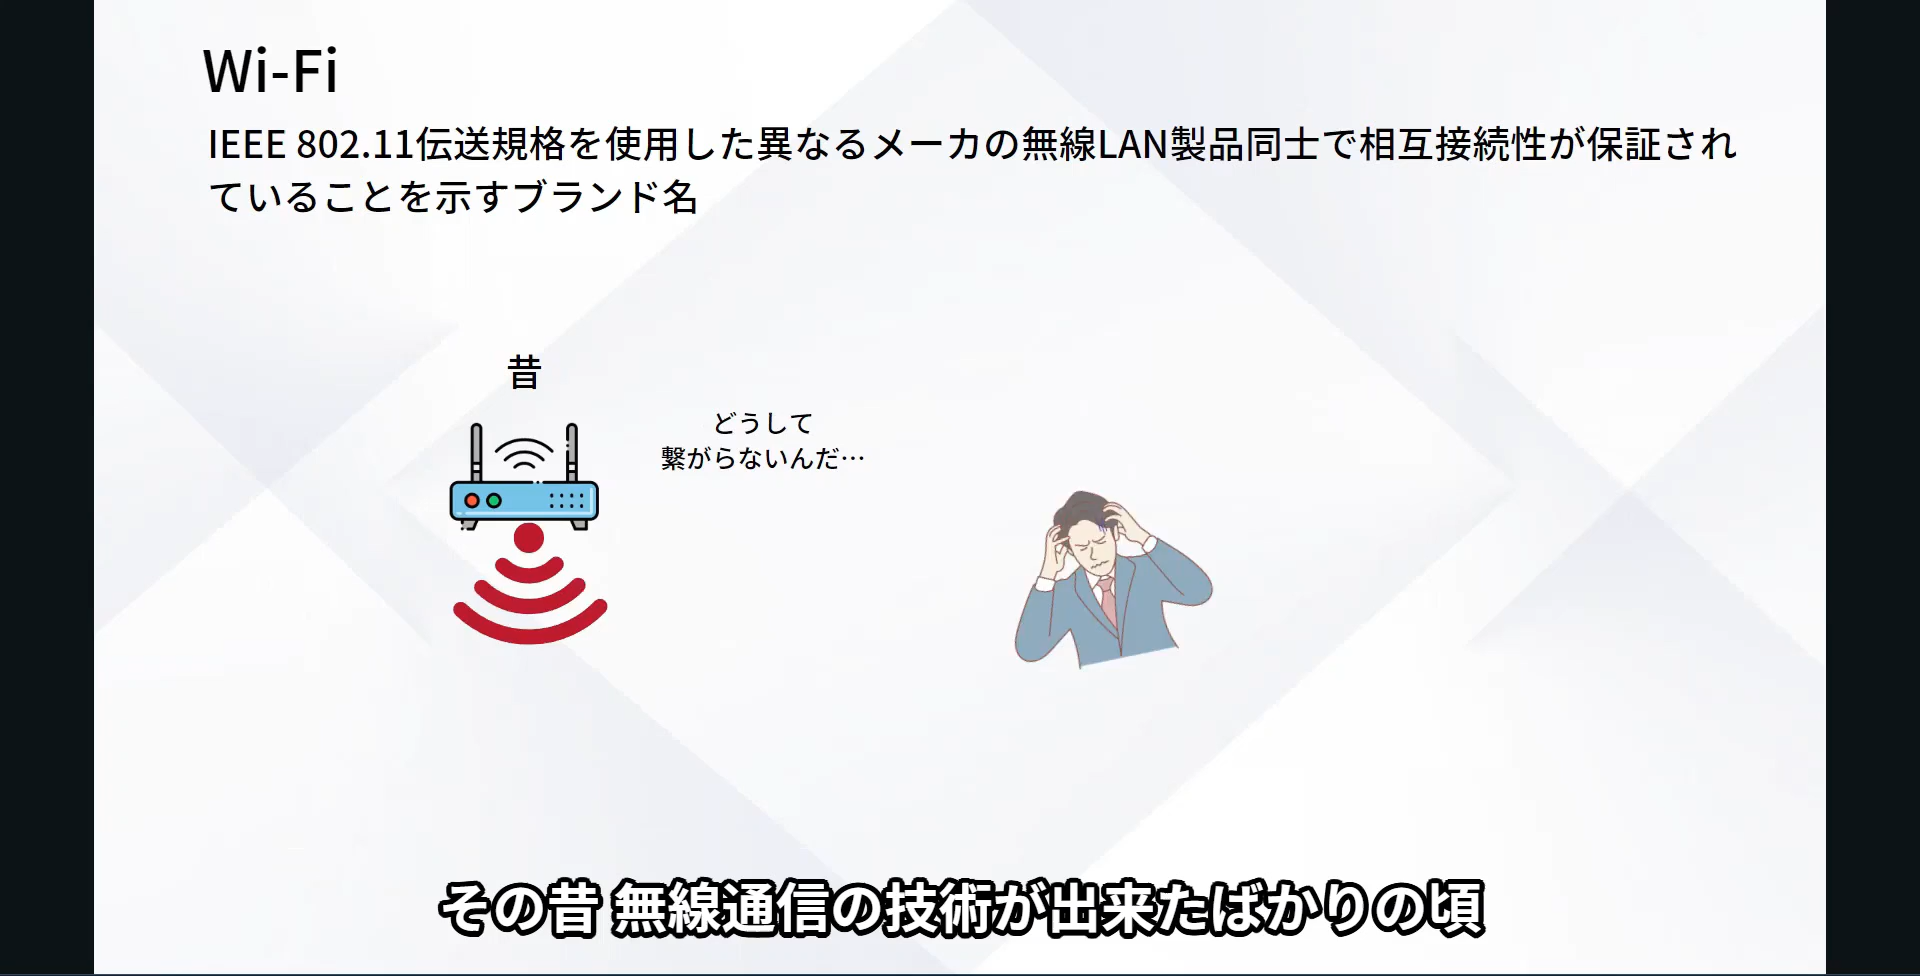 Wi-Fi
IEEE 802.11伝送規格を使用した異なるメーカの無線LAN製品同士で相互接続性が保証され
ていることを示すブランド名
昔
どうして
繋がらないんだ…
その昔 無線通信の技術が出来たばかりの頃